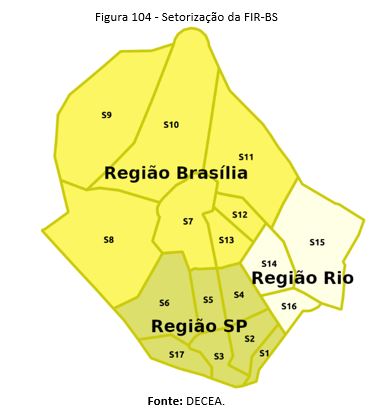 Figura 104 - Setorização da FIR-BS
S9
S10
S11
Região Brasília
S7
S12
S8
S13
S15
S14
Região Rio
S6
S5
S4
S16
Região SP
S2
S17
S3
S1
Fonte: DECEA.